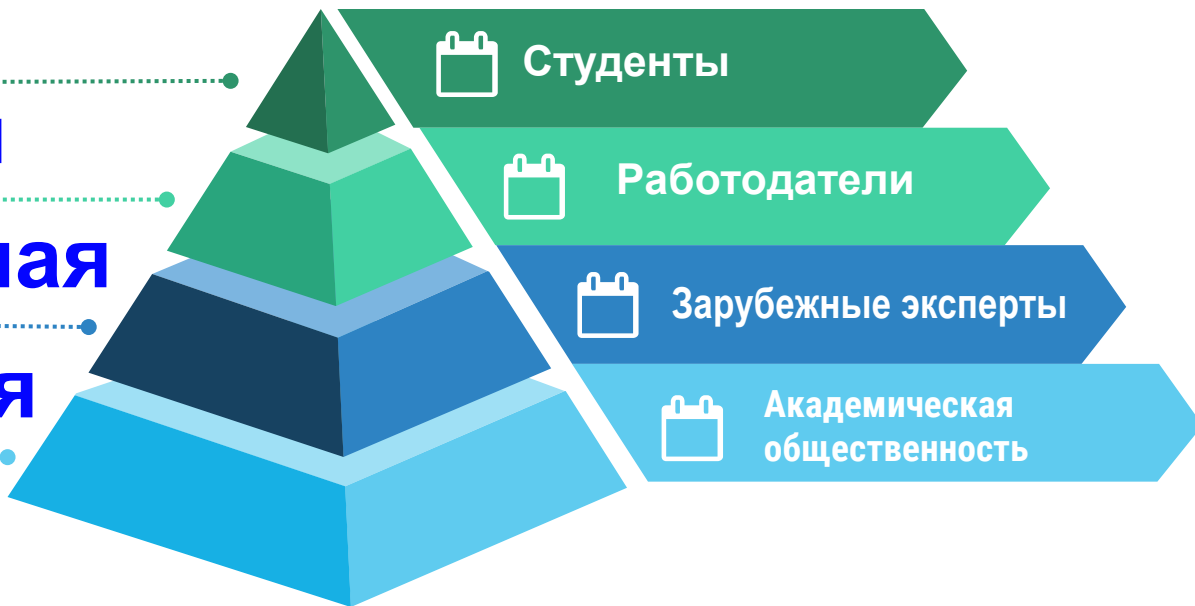 Студенты
Работодатели
Зарубежные эксперты
Академическая
общественность